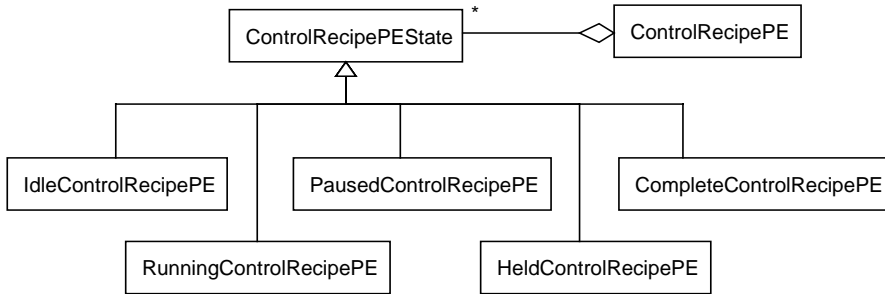 *
ControlRecipePEState
ControlRecipePE
IdleControlRecipePE
PausedControlRecipePE
CompleteControlRecipePE
RunningControlRecipePE
HeldControlRecipePE